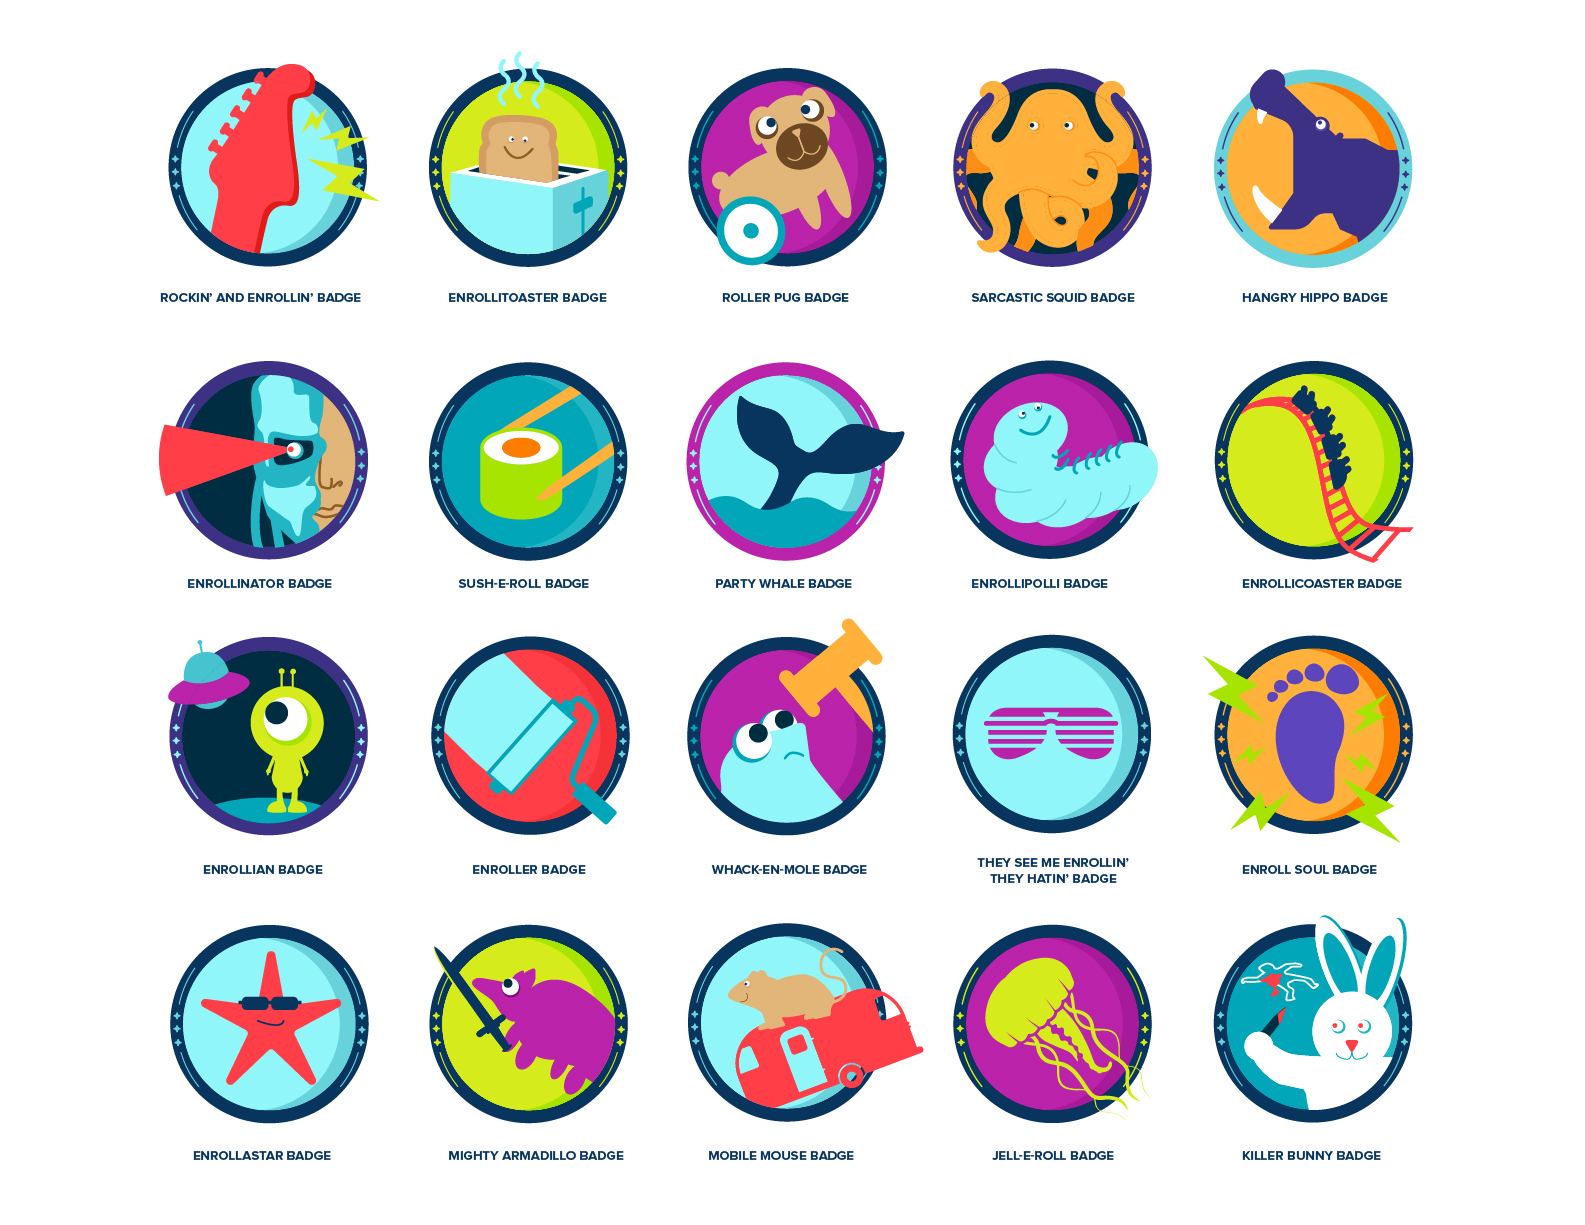 ROCKIN' AND ENROLLIN' BADGE
ENROLLITOASTER BADGE
ROLLER PUG BADGE
SARCASTIC SQUID BADGE
HANGRY HIPPO BADGE
ENROLLINATOR BADGE
SUSH-E-ROLL BADGE
PARTY WHALE BADGE
ENROLLIPOLLI BADGE
ENROLLICOASTER BADGE
ENROLLIAN BADGE
ENROLLER BADGE
WHACK-EN-MOLE BADGE
THEY SEE ME ENROLLIN'
THEY HATIN' BADGE
ENROLL SOUL BADGE
ENROLLASTAR BADGE
MIGHTY ARMADILLO BADGE
MOBILE MOUSE BADGE
JELL-E-ROLL BADGE
KILLER BUNNY BADGE